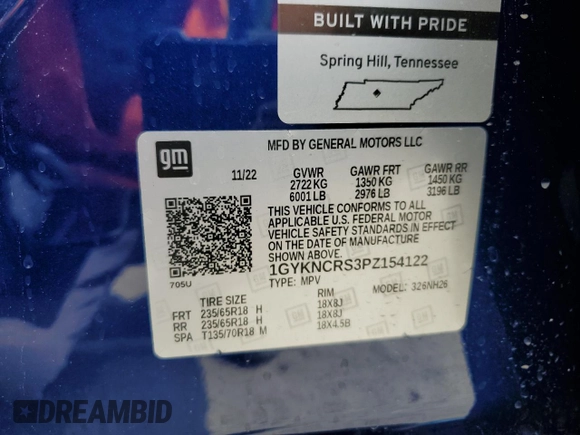 BUILT WITH PRIDE
Spring Hill, Tennessee
gm
MFD BY GENERAL MOTORS LLC
11/22 GVWR GAWR FRT GAWR RR
2722 KG 1350 KG 1450 KG
6001 LB 2976 LB 3196 LB
THIS VEHICLE CONFORMS TO ALL
APPLICABLE U.S. FEDERAL MOTOR
VEHICLE SAFETY STANDARDS IN EFFECT
ON THE DATE OF MANUFACTURE
SHOWN ABOVE.
1GYKNCRS3PZ154122
705U
TYPE: MPV MODEL: 326NH26
TIRE SIZE RIM
FRT 235/65R18 H 18X8J
RR 235/65R18 H 18X8J
SPA T135/70R18 M 18X4.5B
DREAMBID